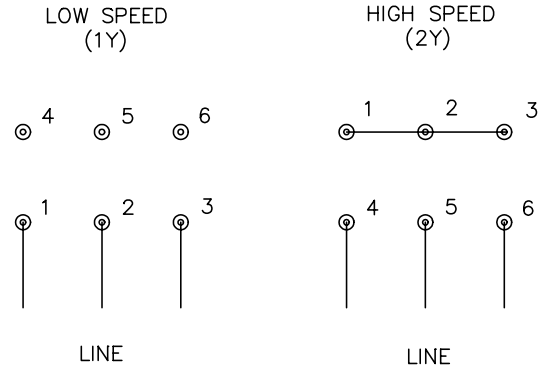 LOW SPEED
(1Y)
4 5 6
1 2 3
LINE
HIGH SPEED
(2Y)
1 2 3
4 5 6
LINE